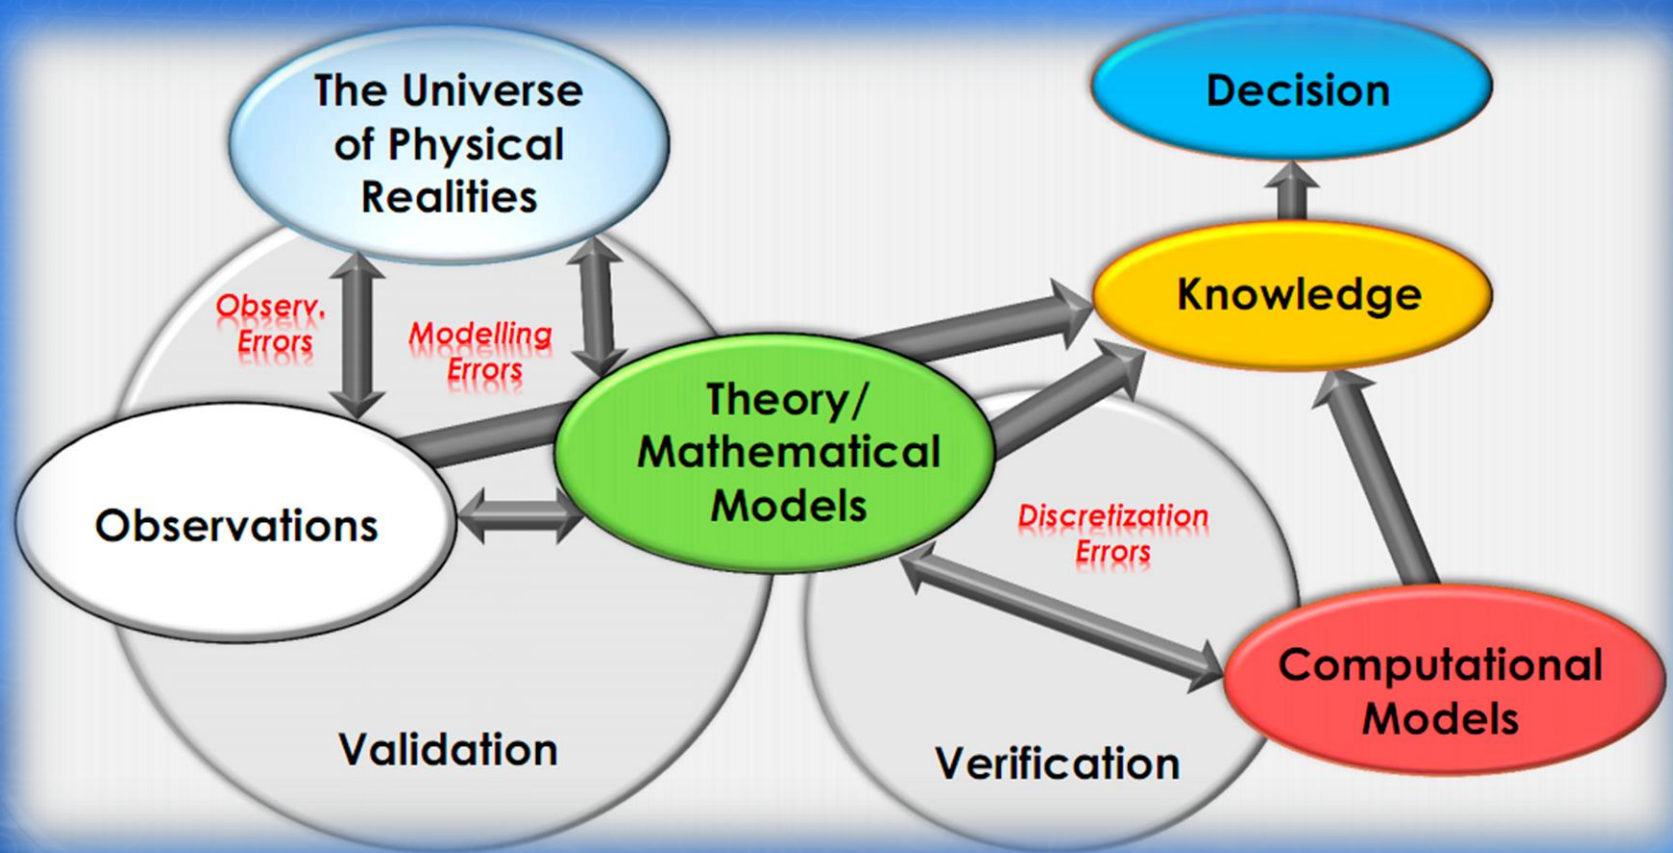 The Universe
of Physical
Realities
Decision
Knowledge
Observ.
Errors
Modelling
Errors
Theory/
Mathematical
Models
Observations
Discretization
Errors
Computational
Models
Validation
Verification